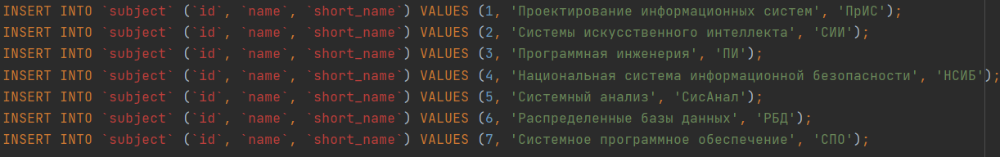 INSERT INTO `subject` (`id`, `name`, `short_name`) VALUES (1, 'Проектирование информационных систем', 'ПрИС');
INSERT INTO `subject` (`id`, `name`, `short_name`) VALUES (2, 'Системы искусственного интеллекта', 'СИИ');
INSERT INTO `subject` (`id`, `name`, `short_name`) VALUES (3, 'Программная инженерия', 'ПИ');
INSERT INTO `subject` (`id`, `name`, `short_name`) VALUES (4, 'Национальная система информационной безопасности', 'НСИБ');
INSERT INTO `subject` (`id`, `name`, `short_name`) VALUES (5, 'Системный анализ', 'СисАнал');
INSERT INTO `subject` (`id`, `name`, `short_name`) VALUES (6, 'Распределенные базы данных', 'РБД');
INSERT INTO `subject` (`id`, `name`, `short_name`) VALUES (7, 'Системное программное обеспечение', 'СПО');